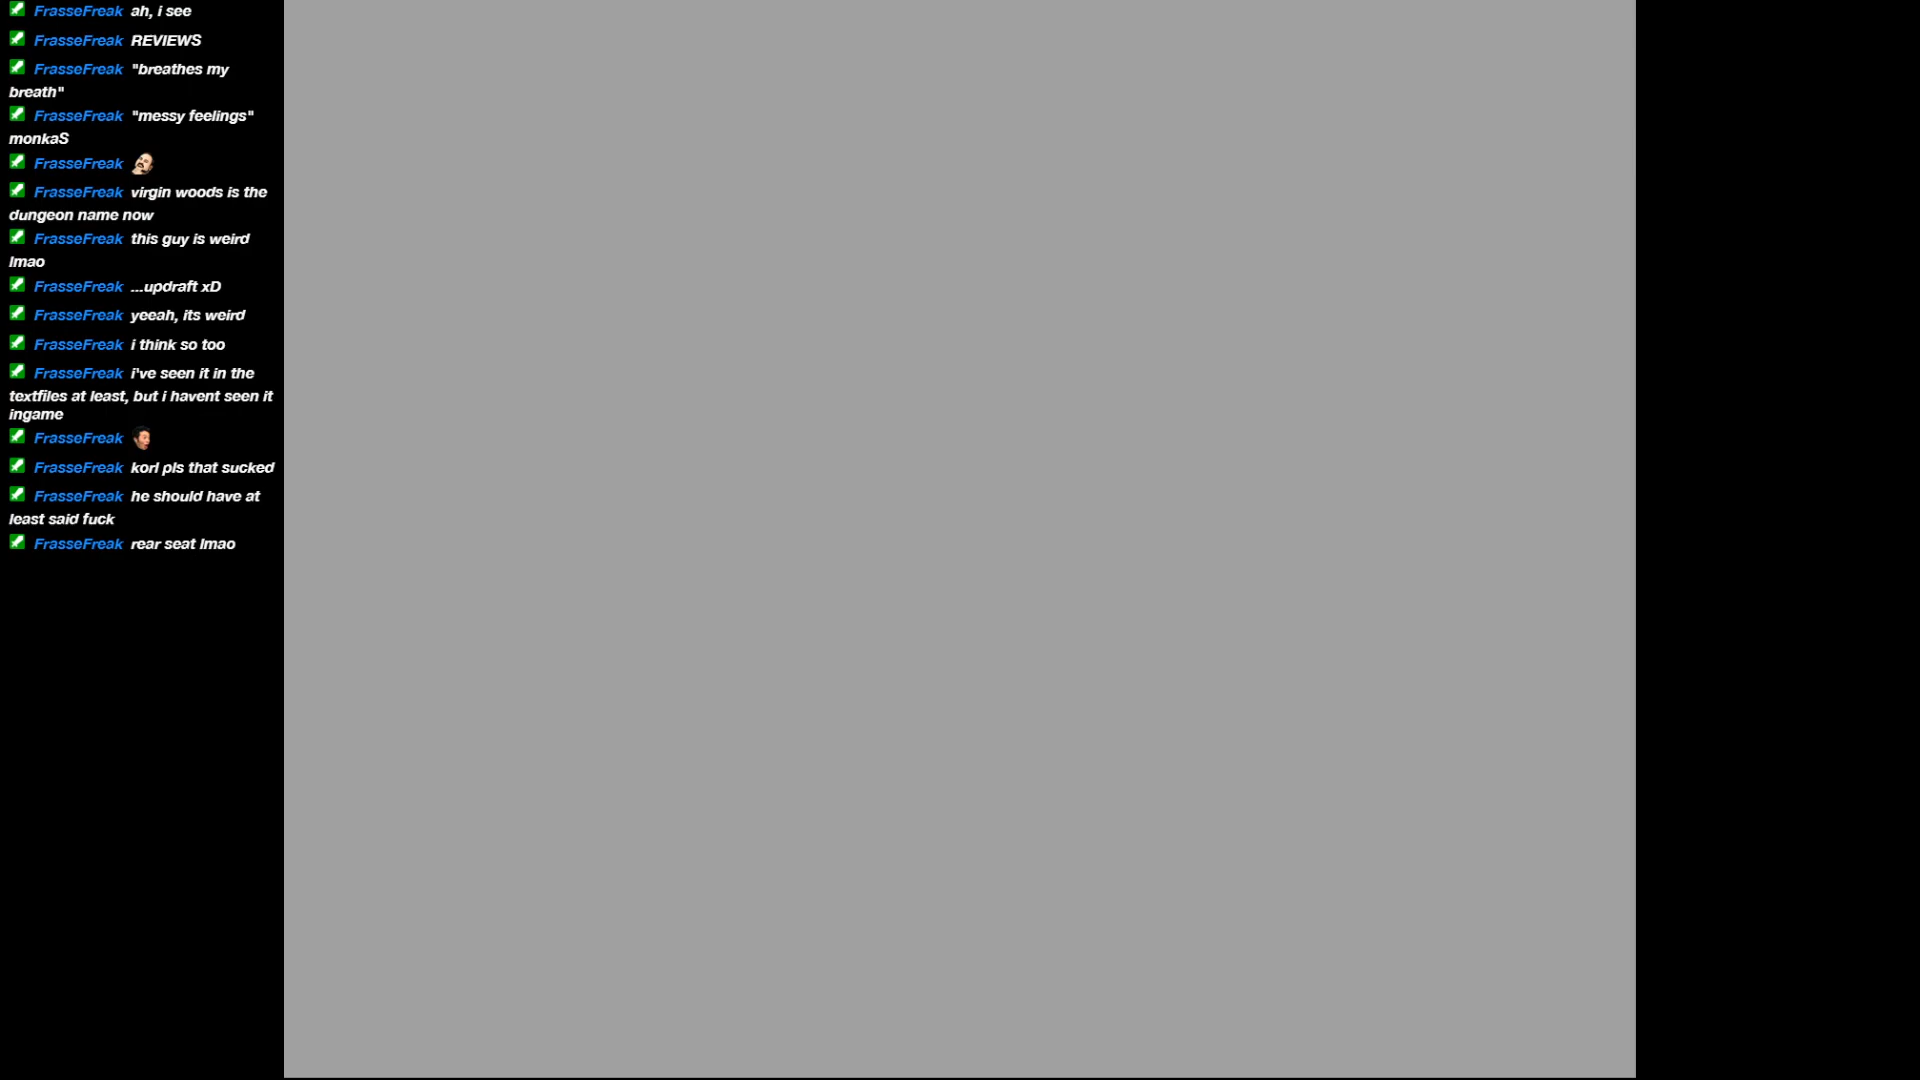 FrasseFreak ah, i see
FrasseFreak REVIEWS
FrasseFreak "breathes my
breath"
FrasseFreak "messy feelings"
monkaS
FrasseFreak
FrasseFreak virgin woods is the
dungeon name now
FrasseFreak this guy is weird
lmao
FrasseFreak ...updraft xD
FrasseFreak yeeah, its weird
FrasseFreak i think so too
FrasseFreak i've seen it in the
textfiles at least, but i havent seen it
ingame
FrasseFreak
FrasseFreak korl pls that sucked
FrasseFreak he should have at
least said fuck
FrasseFreak rear seat lmao